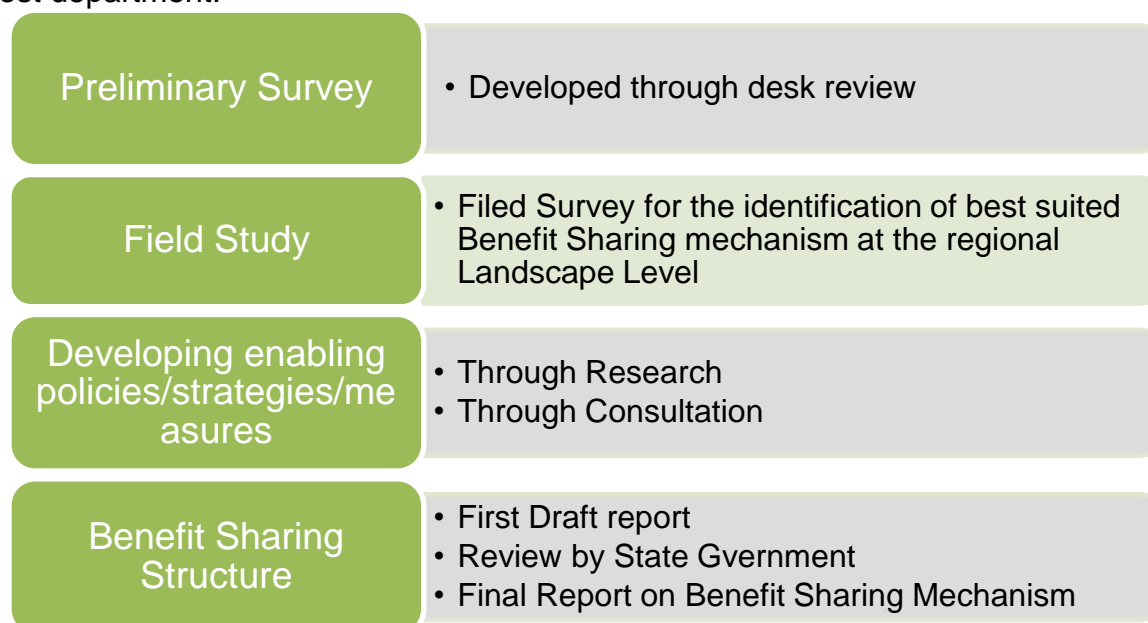 Preliminary Survey
• Developed through desk review
Field Study
• Filed Survey for the identification of best suited
Benefit Sharing mechanism at the regional
Landscape Level
Developing enabling
policies/strategies/me
asures
• Through Research
• Through Consultation
Benefit Sharing
Structure
• First Draft report
• Review by State Gvernment
• Final Report on Benefit Sharing Mechanism